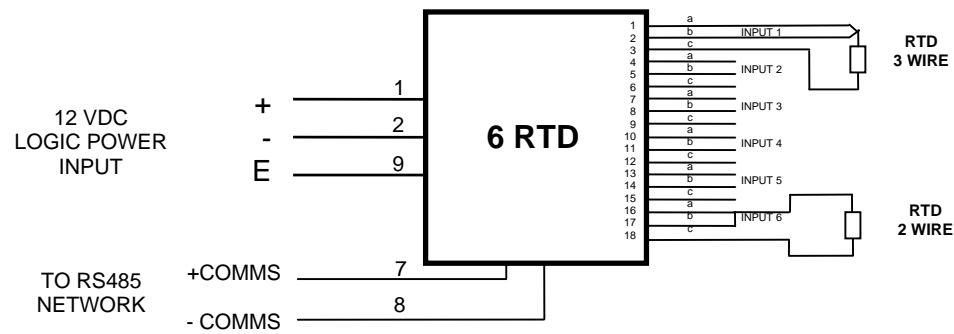 12 VDC
LOGIC POWER
INPUT
+
-
E
1
2
9
6 RTD
TO RS485
NETWORK
+COMMS
- COMMS
7
8
1
2
3
4
5
6
7
8
9
10
11
12
13
14
15
16
17
18
a
b
c
a
b
c
a
b
c
a
b
c
a
b
c
a
b
c
INPUT 1
INPUT 2
INPUT 3
INPUT 4
INPUT 5
INPUT 6
RTD
3 WIRE
RTD
2 WIRE